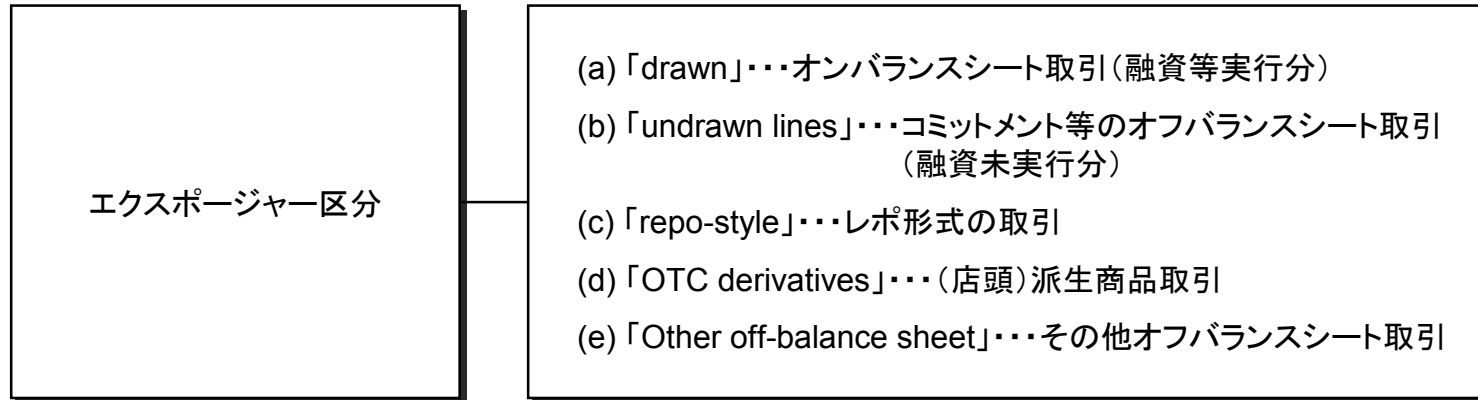 エクスポージャー区分
(a) 「drawn」・・・オンバランスシート取引(融資等実行分)
(b) 「undrawn lines」・・・コミットメント等のオフバランスシート取引
(融資未実行分)
(c) 「repo-style」・・・レポ形式の取引
(d) 「OTC derivatives」・・・(店頭)派生商品取引
(e) 「Other off-balance sheet」・・・その他オフバランスシート取引